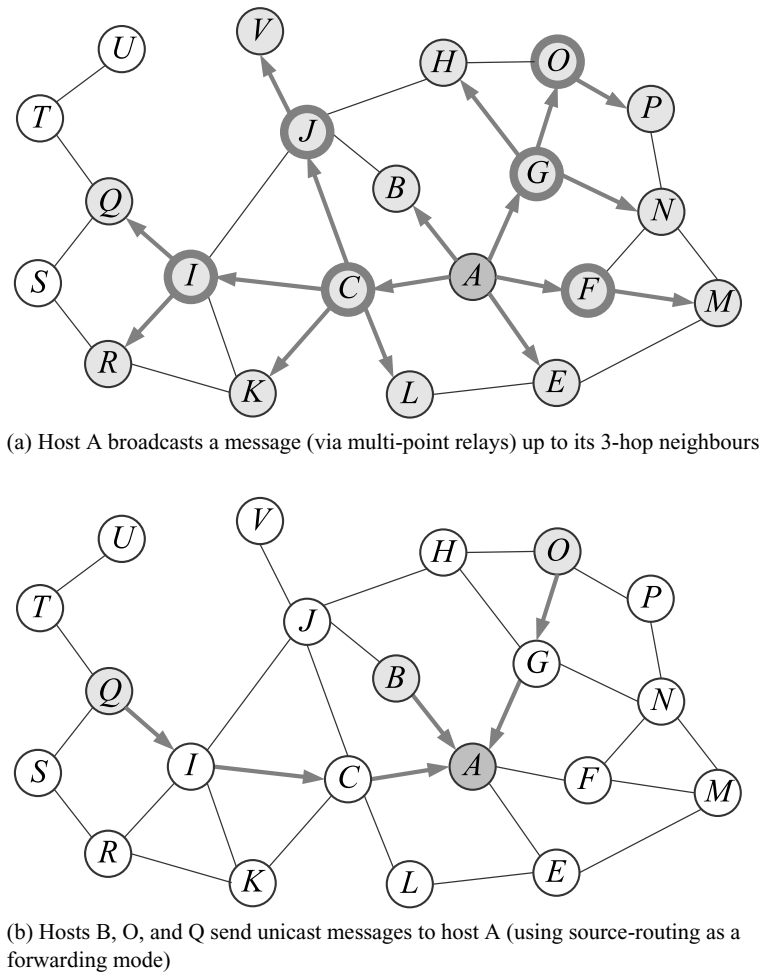 V
U
H
O
T
P
J
G
B
Q
N
I
C
A
F
S
M
R
K
L
E
(a) Host A broadcasts a message (via multi-point relays) up to its 3-hop neighbours
V
U
H
O
T
P
J
G
B
Q
N
I
C
A
F
S
M
R
K
L
E
(b) Hosts B, O, and Q send unicast messages to host A (using source-routing as a
forwarding mode)